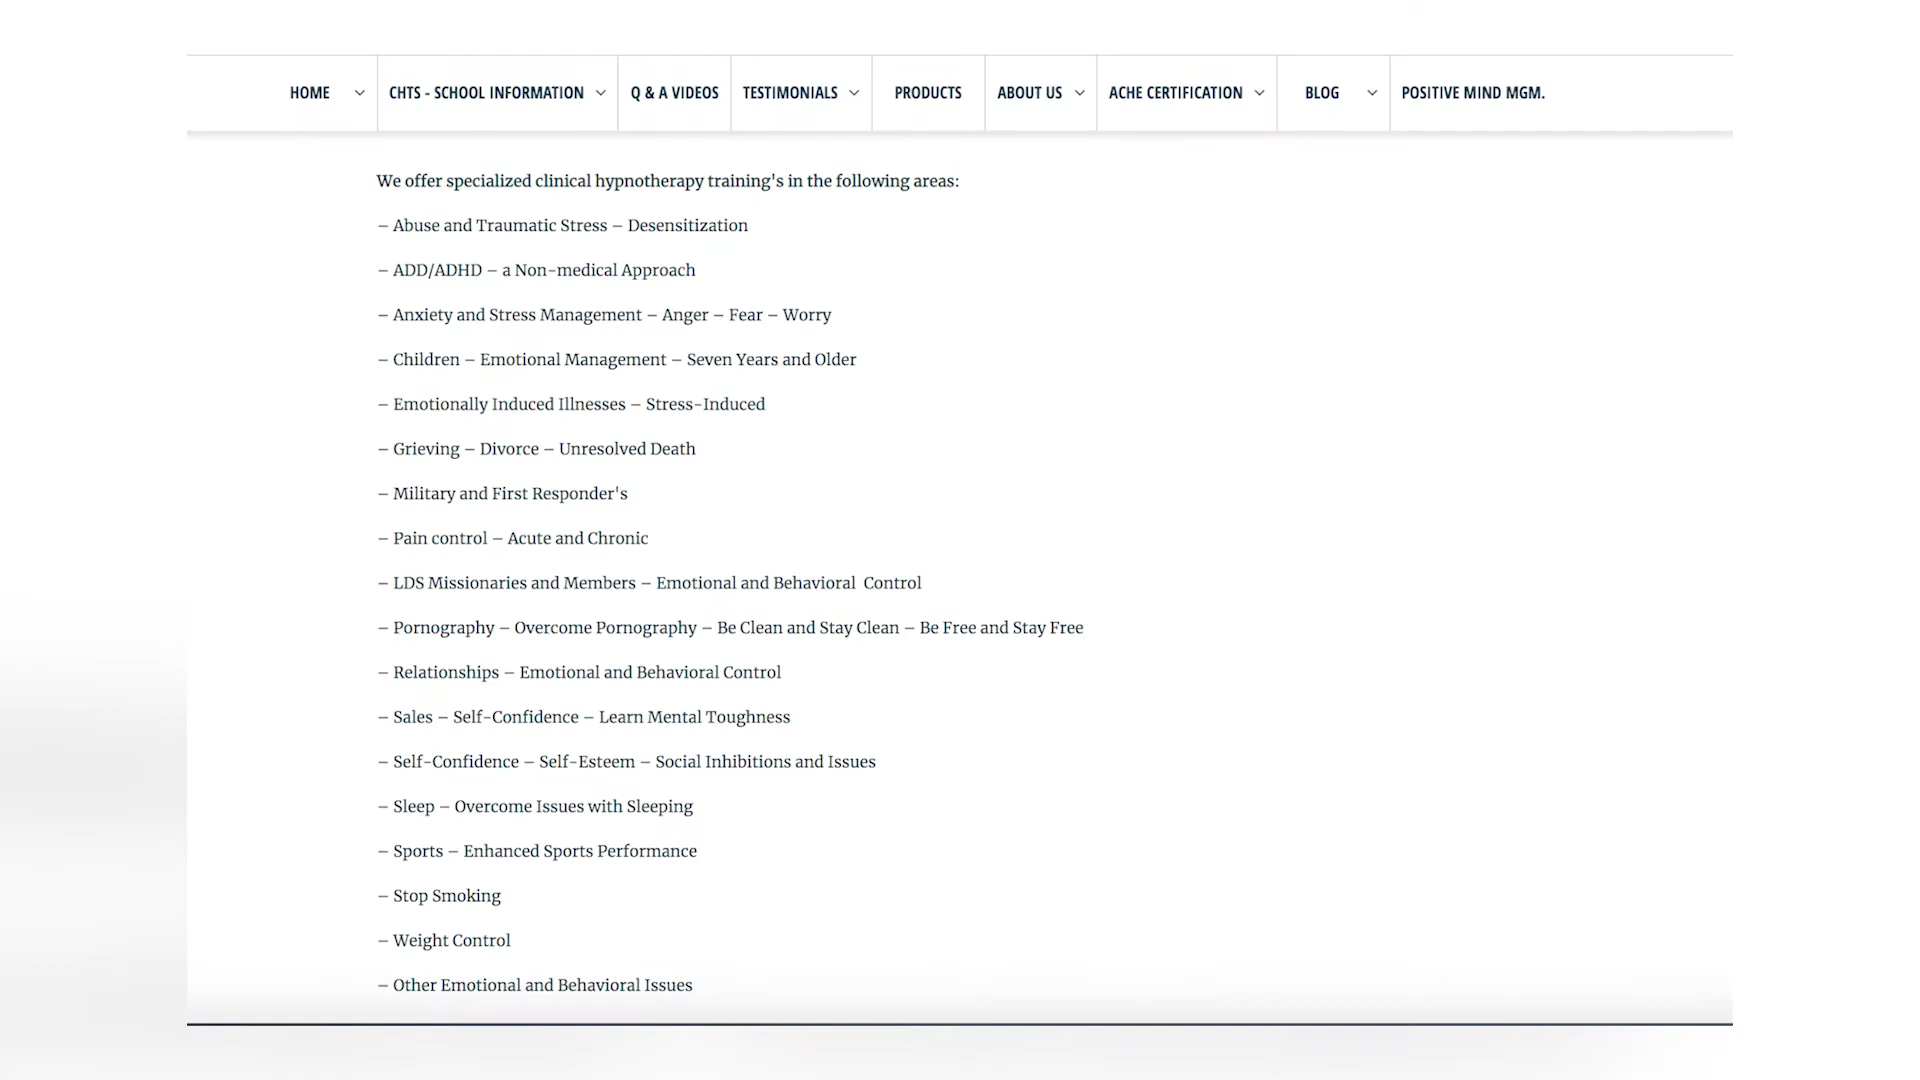 HOME CHTS - SCHOOL INFORMATION Q & A VIDEOS TESTIMONIALS PRODUCTS ABOUT US ACHE CERTIFICATION BLOG POSITIVE MIND MGM.
We offer specialized clinical hypnotherapy training's in the following areas:
– Abuse and Traumatic Stress – Desensitization
– ADD/ADHD – a Non-medical Approach
– Anxiety and Stress Management – Anger – Fear – Worry
– Children – Emotional Management – Seven Years and Older
– Emotionally Induced Illnesses – Stress-Induced
– Grieving – Divorce – Unresolved Death
– Military and First Responder's
– Pain control – Acute and Chronic
– LDS Missionaries and Members – Emotional and Behavioral  Control
– Pornography – Overcome Pornography – Be Clean and Stay Clean – Be Free and Stay Free
– Relationships – Emotional and Behavioral Control
– Sales – Self-Confidence – Learn Mental Toughness
– Self-Confidence – Self-Esteem – Social Inhibitions and Issues
– Sleep – Overcome Issues with Sleeping
– Sports – Enhanced Sports Performance
– Stop Smoking
– Weight Control
– Other Emotional and Behavioral Issues